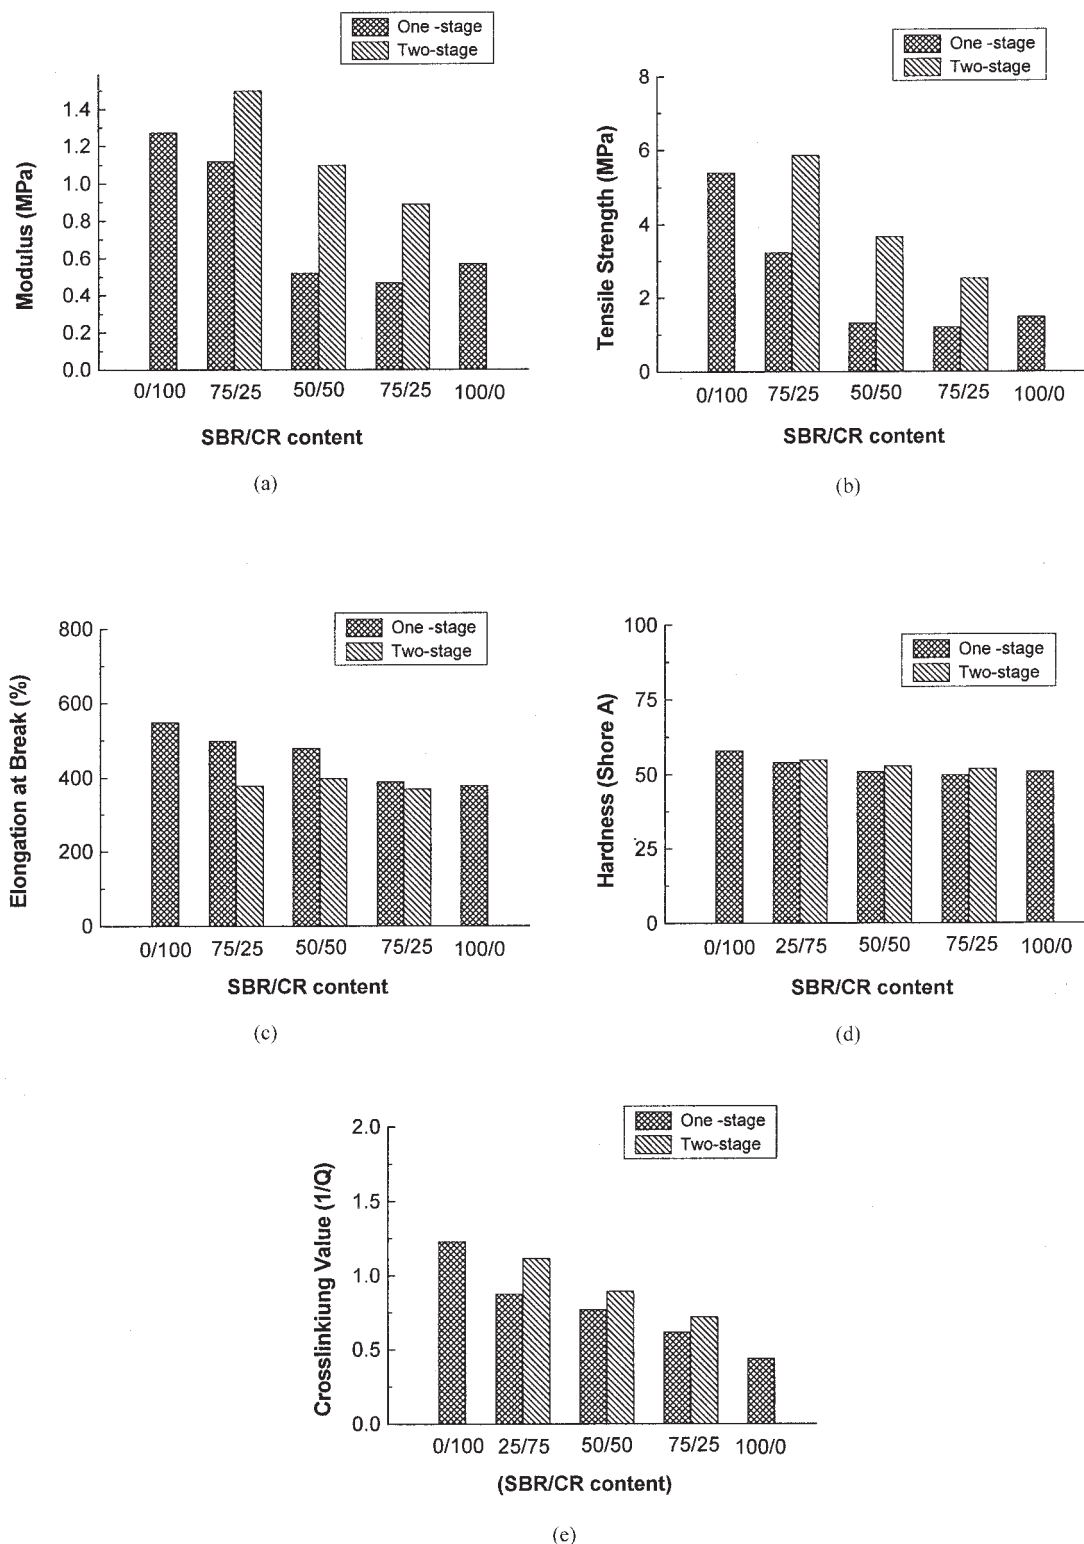 One -stage
Two-stage
1.4
1.2
1.0
0.8
0.6
0.4
0.2
0.0
Modulus (MPa)
0/100 75/25 50/50 75/25 100/0
SBR/CR content
(a)
One -stage
Two-stage
8
6
4
2
0
Tensile Strength (MPa)
0/100 75/25 50/50 75/25 100/0
SBR/CR content
(b)
One -stage
Two-stage
800
600
400
200
0
Elongation at Break (%)
0/100 75/25 50/50 75/25 100/0
SBR/CR content
(c)
One -stage
Two-stage
100
75
50
25
0
Hardness (Shore A)
0/100 25/75 50/50 75/25 100/0
SBR/CR content
(d)
One -stage
Two-stage
2.0
1.5
1.0
0.5
0.0
Crosslinkiung Value (1/Q)
0/100 25/75 50/50 75/25 100/0
(SBR/CR content)
(e)